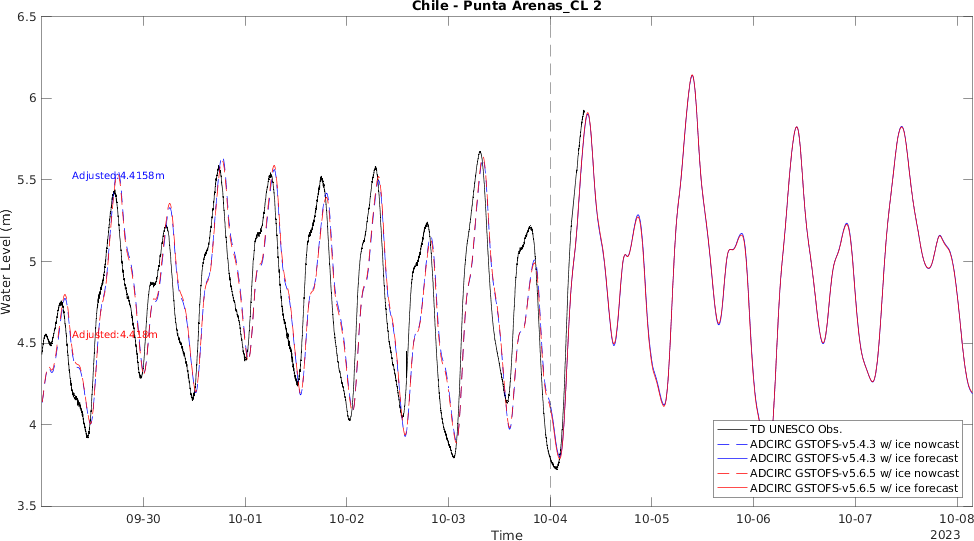 Chile - Punta Arenas_CL 2
6.5
6
5.5
5
4.5
4
3.5
Water Level (m)
Adjusted:4.4158m
Adjusted:4.418m
TD UNESCO Obs.
ADCIRC GSTOFS-v5.4.3 w/ ice nowcast
ADCIRC GSTOFS-v5.4.3 w/ ice forecast
ADCIRC GSTOFS-v5.6.5 w/ ice nowcast
ADCIRC GSTOFS-v5.6.5 w/ ice forecast
09-30 10-01 10-02 10-03 10-04 10-05 10-06 10-07 10-08
2023
Time